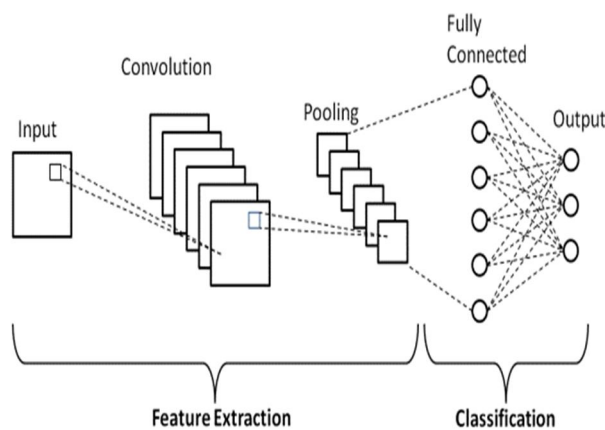 Input
Convolution
Pooling
Fully
Connected
Output
Feature Extraction
Classification